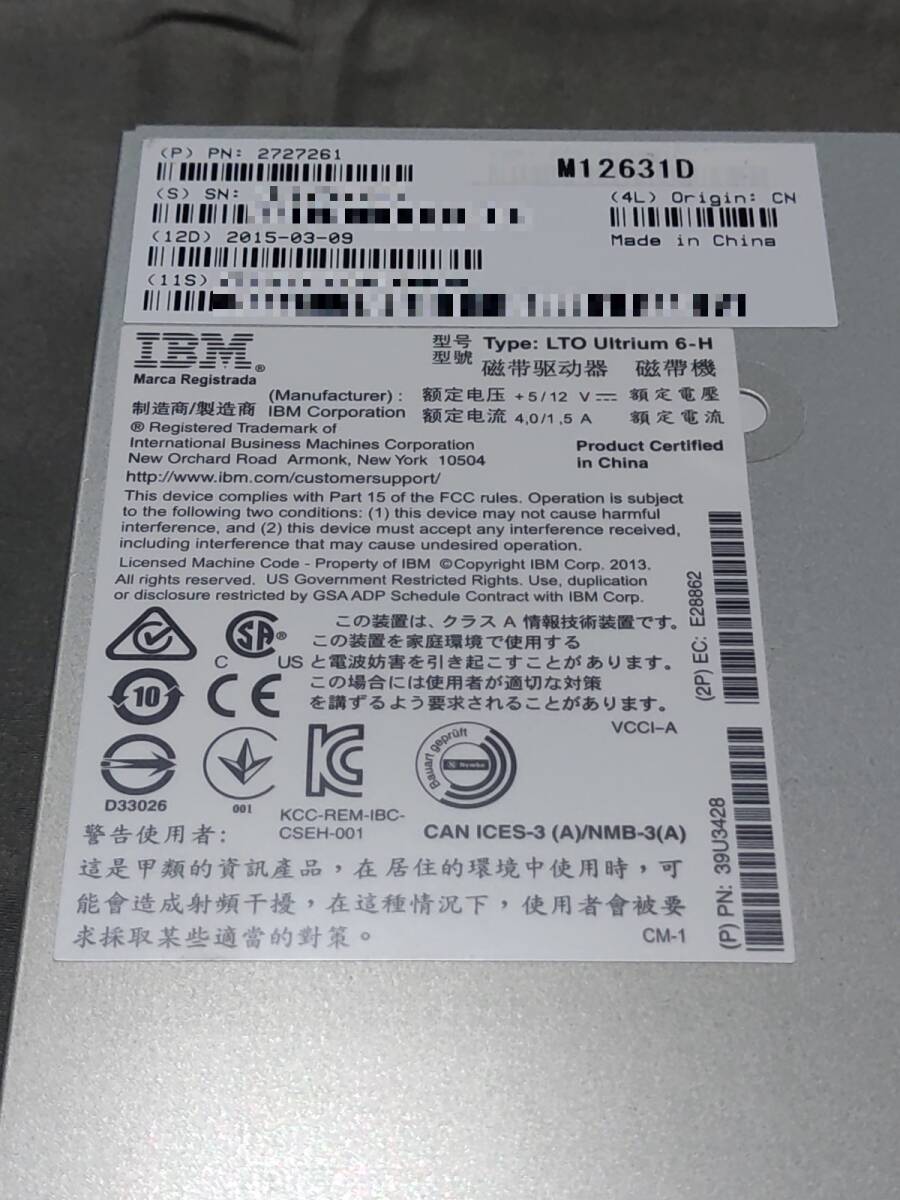 (P) PN: 2727261
M12631D
(S) SN:
(4L) Origin: CN
(12D) 2015-03-09
Made in China
(11S)
IBM®
Marca Registrada
型号 Type: LTO Ultrium 6-H
型號 磁带驱动器 磁帶機
(Manufacturer) : 额定电压 +5/12 V 額定電壓
制造商/製造商 IBM Corporation 额定电流 4,0/1,5 A 額定電流
® Registered Trademark of
International Business Machines Corporation
New Orchard Road Armonk, New York 10504
Product Certified
in China
http://www.ibm.com/customersupport/
This device complies with Part 15 of the FCC rules. Operation is subject
to the following two conditions: (1) this device may not cause harmful
interference, and (2) this device must accept any interference received,
including interference that may cause undesired operation.
Licensed Machine Code - Property of IBM ©Copyright IBM Corp. 2013.
All rights reserved. US Government Restricted Rights. Use, duplication
or disclosure restricted by GSA ADP Schedule Contract with IBM Corp.
SA®
C US
この装置は、クラス A 情報技術装置です。
この装置を家庭環境で使用する
と電波妨害を引き起こすことがあります。
この場合には使用者が適切な対策
を講ずるよう要求されることがあります。
VCCI-A
10
CE
D33026
001
KC
KCC-REM-IBC-
CSEH-001
Bauart geprüft
Nemko
CAN ICES-3 (A)/NMB-3(A)
警告使用者:
這是甲類的資訊產品，在居住的環境中使用時，可
能會造成射頻干擾，在這種情況下，使用者會被要
求採取某些適當的對策。
CM-1
(2P) EC: E28862
(P) PN: 39U3428